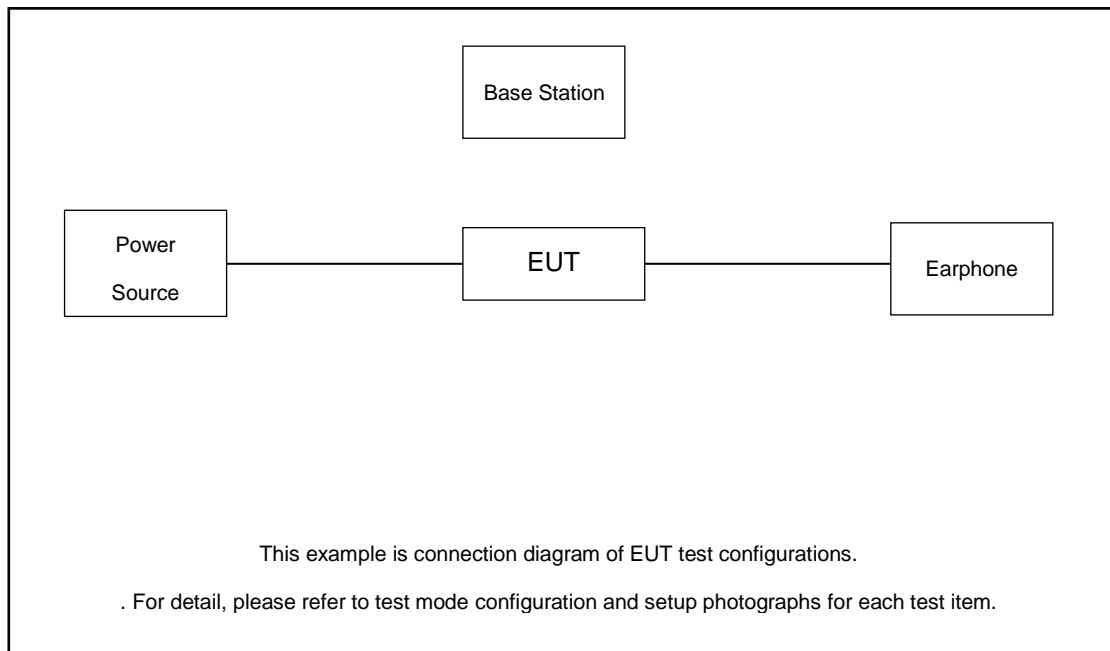 Base Station
Power
Source
EUT
Earphone
This example is connection diagram of EUT test configurations.
. For detail, please refer to test mode configuration and setup photographs for each test item.